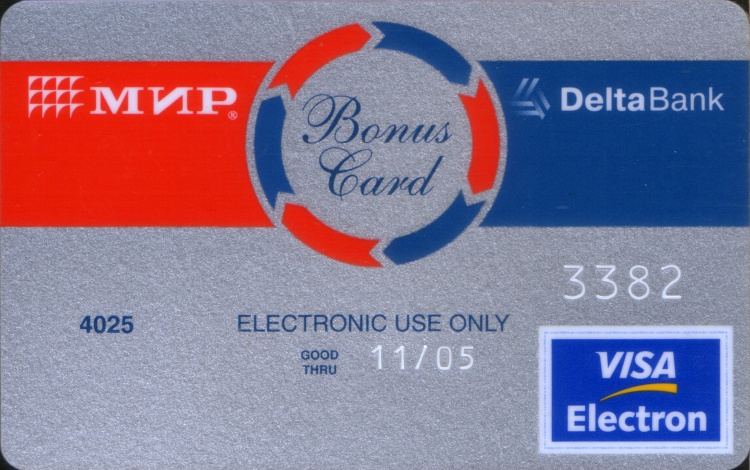 МИР®
DeltaBank
Bonus
Card
3382
4025
ELECTRONIC USE ONLY
GOOD
THRU
11/05
VISA
Electron